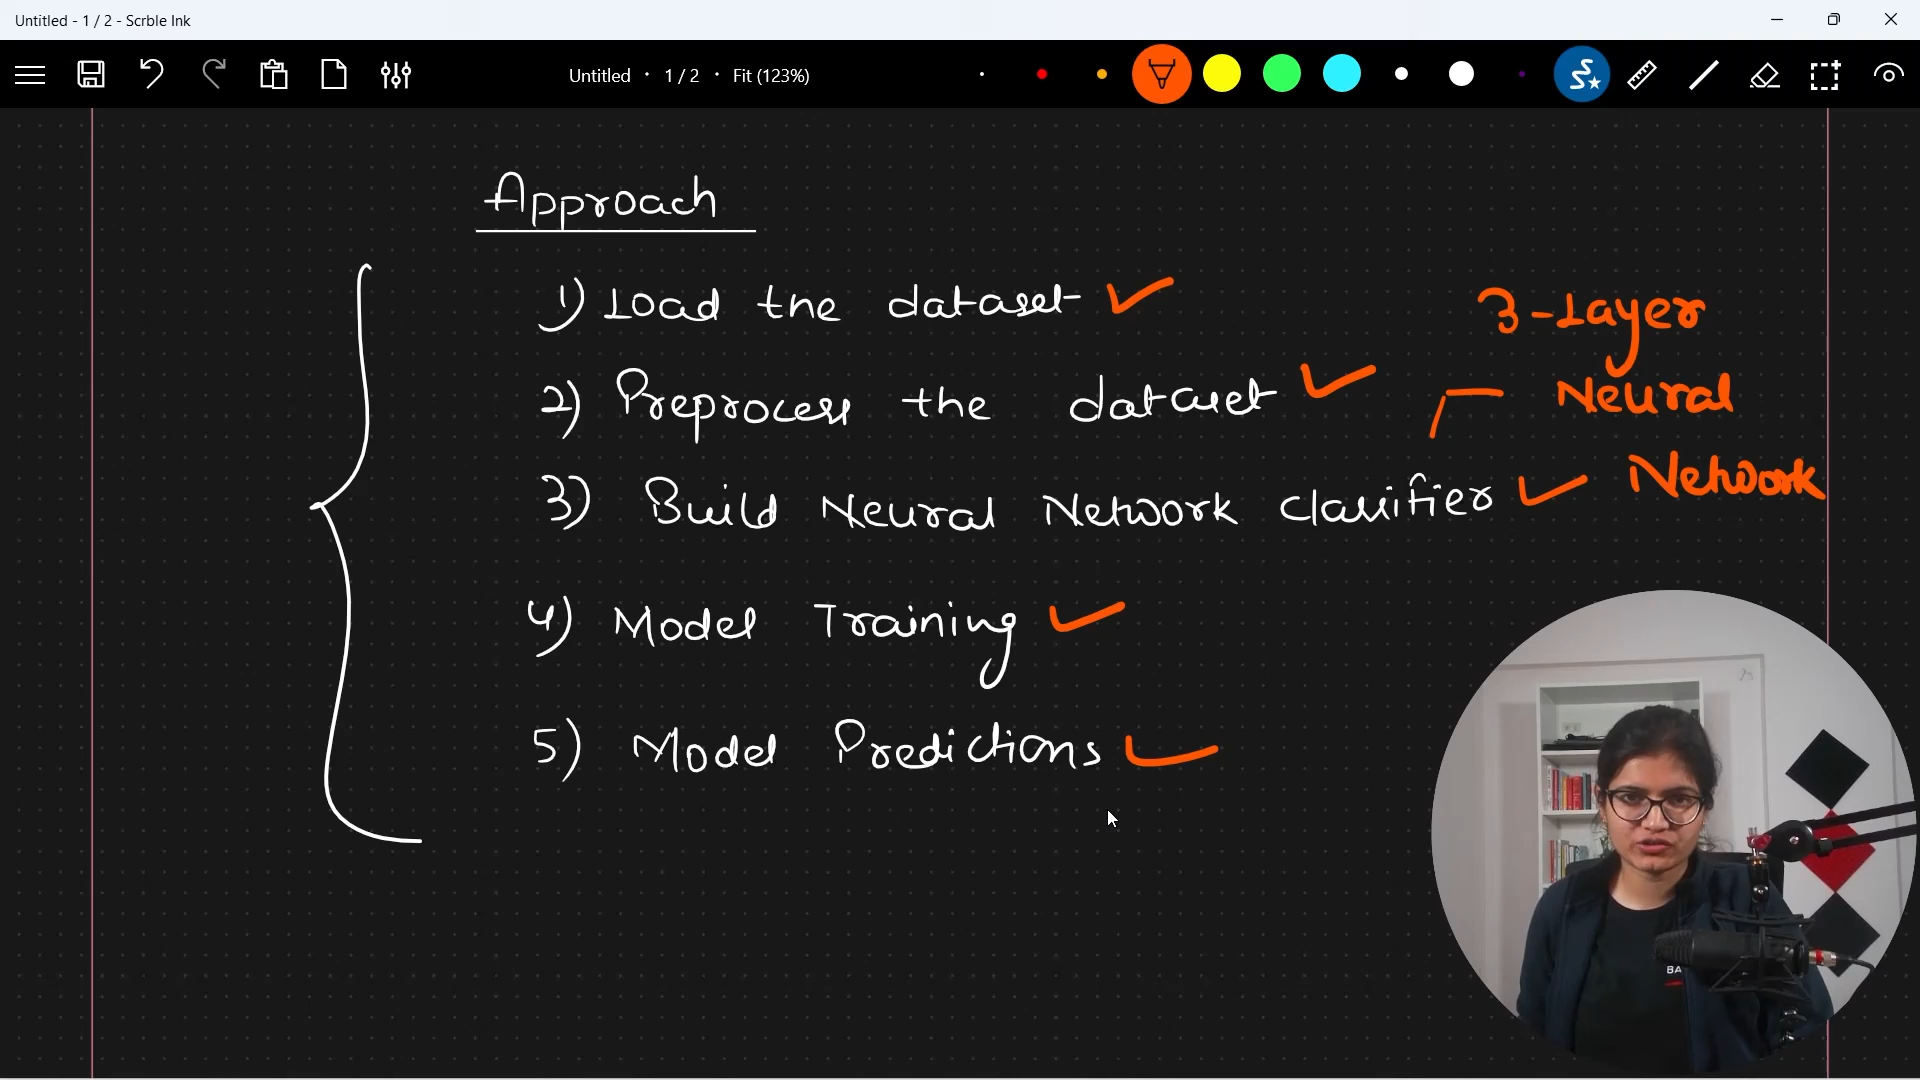 Untitled - 1 / 2 - Scrble Ink
Untitled • 1 / 2 • Fit (123%)
Approach
1) Load the dataset
2) Preprocess the dataset
3) Build Neural Network classifier
4) Model Training
5) Model Predictions
3-Layer
Neural
Network
BA